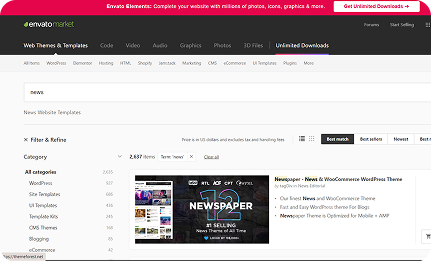 Envato Elements: Complete your website with millions of photos, icons, graphics & more.
Get Unlimited Downloads →
envato market
Forums Start Selling
Web Themes & Templates Code Video Audio Graphics Photos 3D Files Unlimited Downloads
All Items WordPress Elementor Hosting HTML Shopify Jamstack Marketing CMS eCommerce UI Templates Plugins More
news
News Website Templates
Filter & Refine
Price is in US dollars and excludes tax and handling fees
Best match Best sellers Newest Best
Category
2,637 items Term: 'news' Clear all
All categories
WordPress
Site Templates
UI Templates
Template Kits
CMS Themes
Blogging
eCommerce 42
NEWSPAPER
12
#1 SELLING
News Theme of All Time
Newspaper - News & WooCommerce WordPress Theme
by tagDiv in News Editorial
Our Finest News and WooCommerce
Fast and Easy WordPress theme for Blogs
Newspaper Theme is Optimized for Mobile + AMP